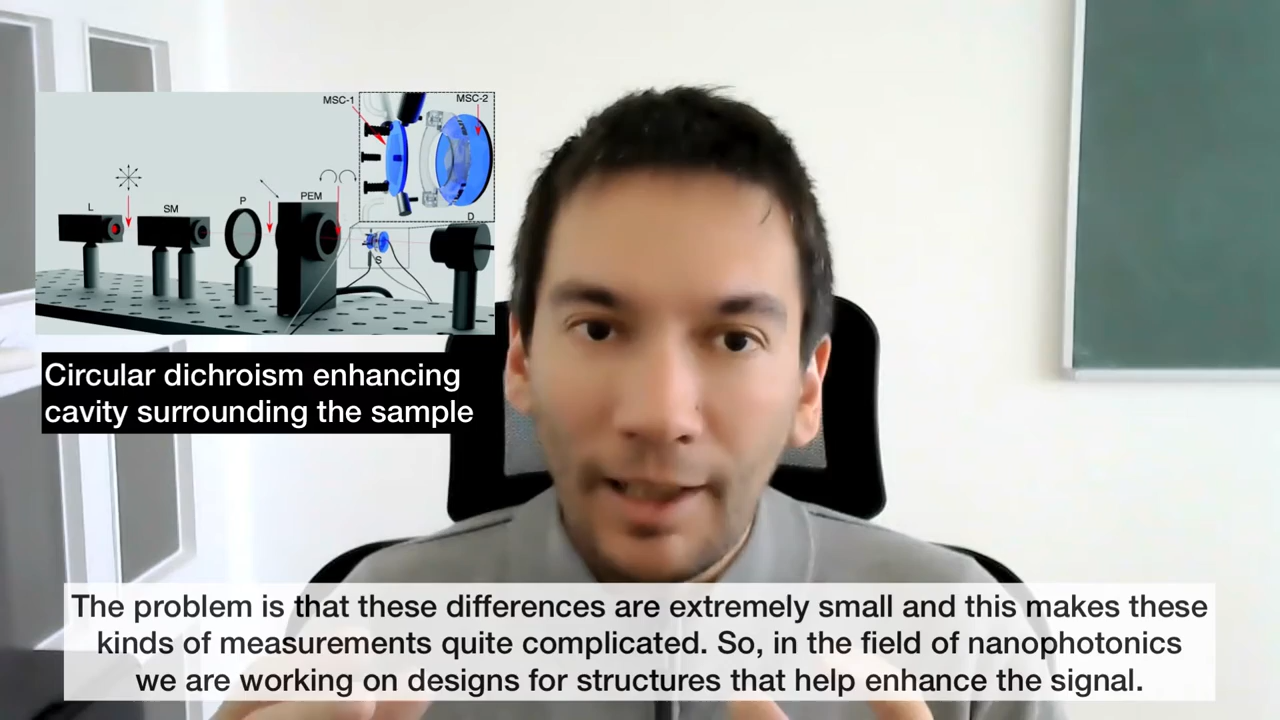 MSC-1
MSC-2
L
SM
P
PEM
D
S
Circular dichroism enhancing
cavity surrounding the sample
The problem is that these differences are extremely small and this makes these
kinds of measurements quite complicated. So, in the field of nanophotonics
we are working on designs for structures that help enhance the signal.